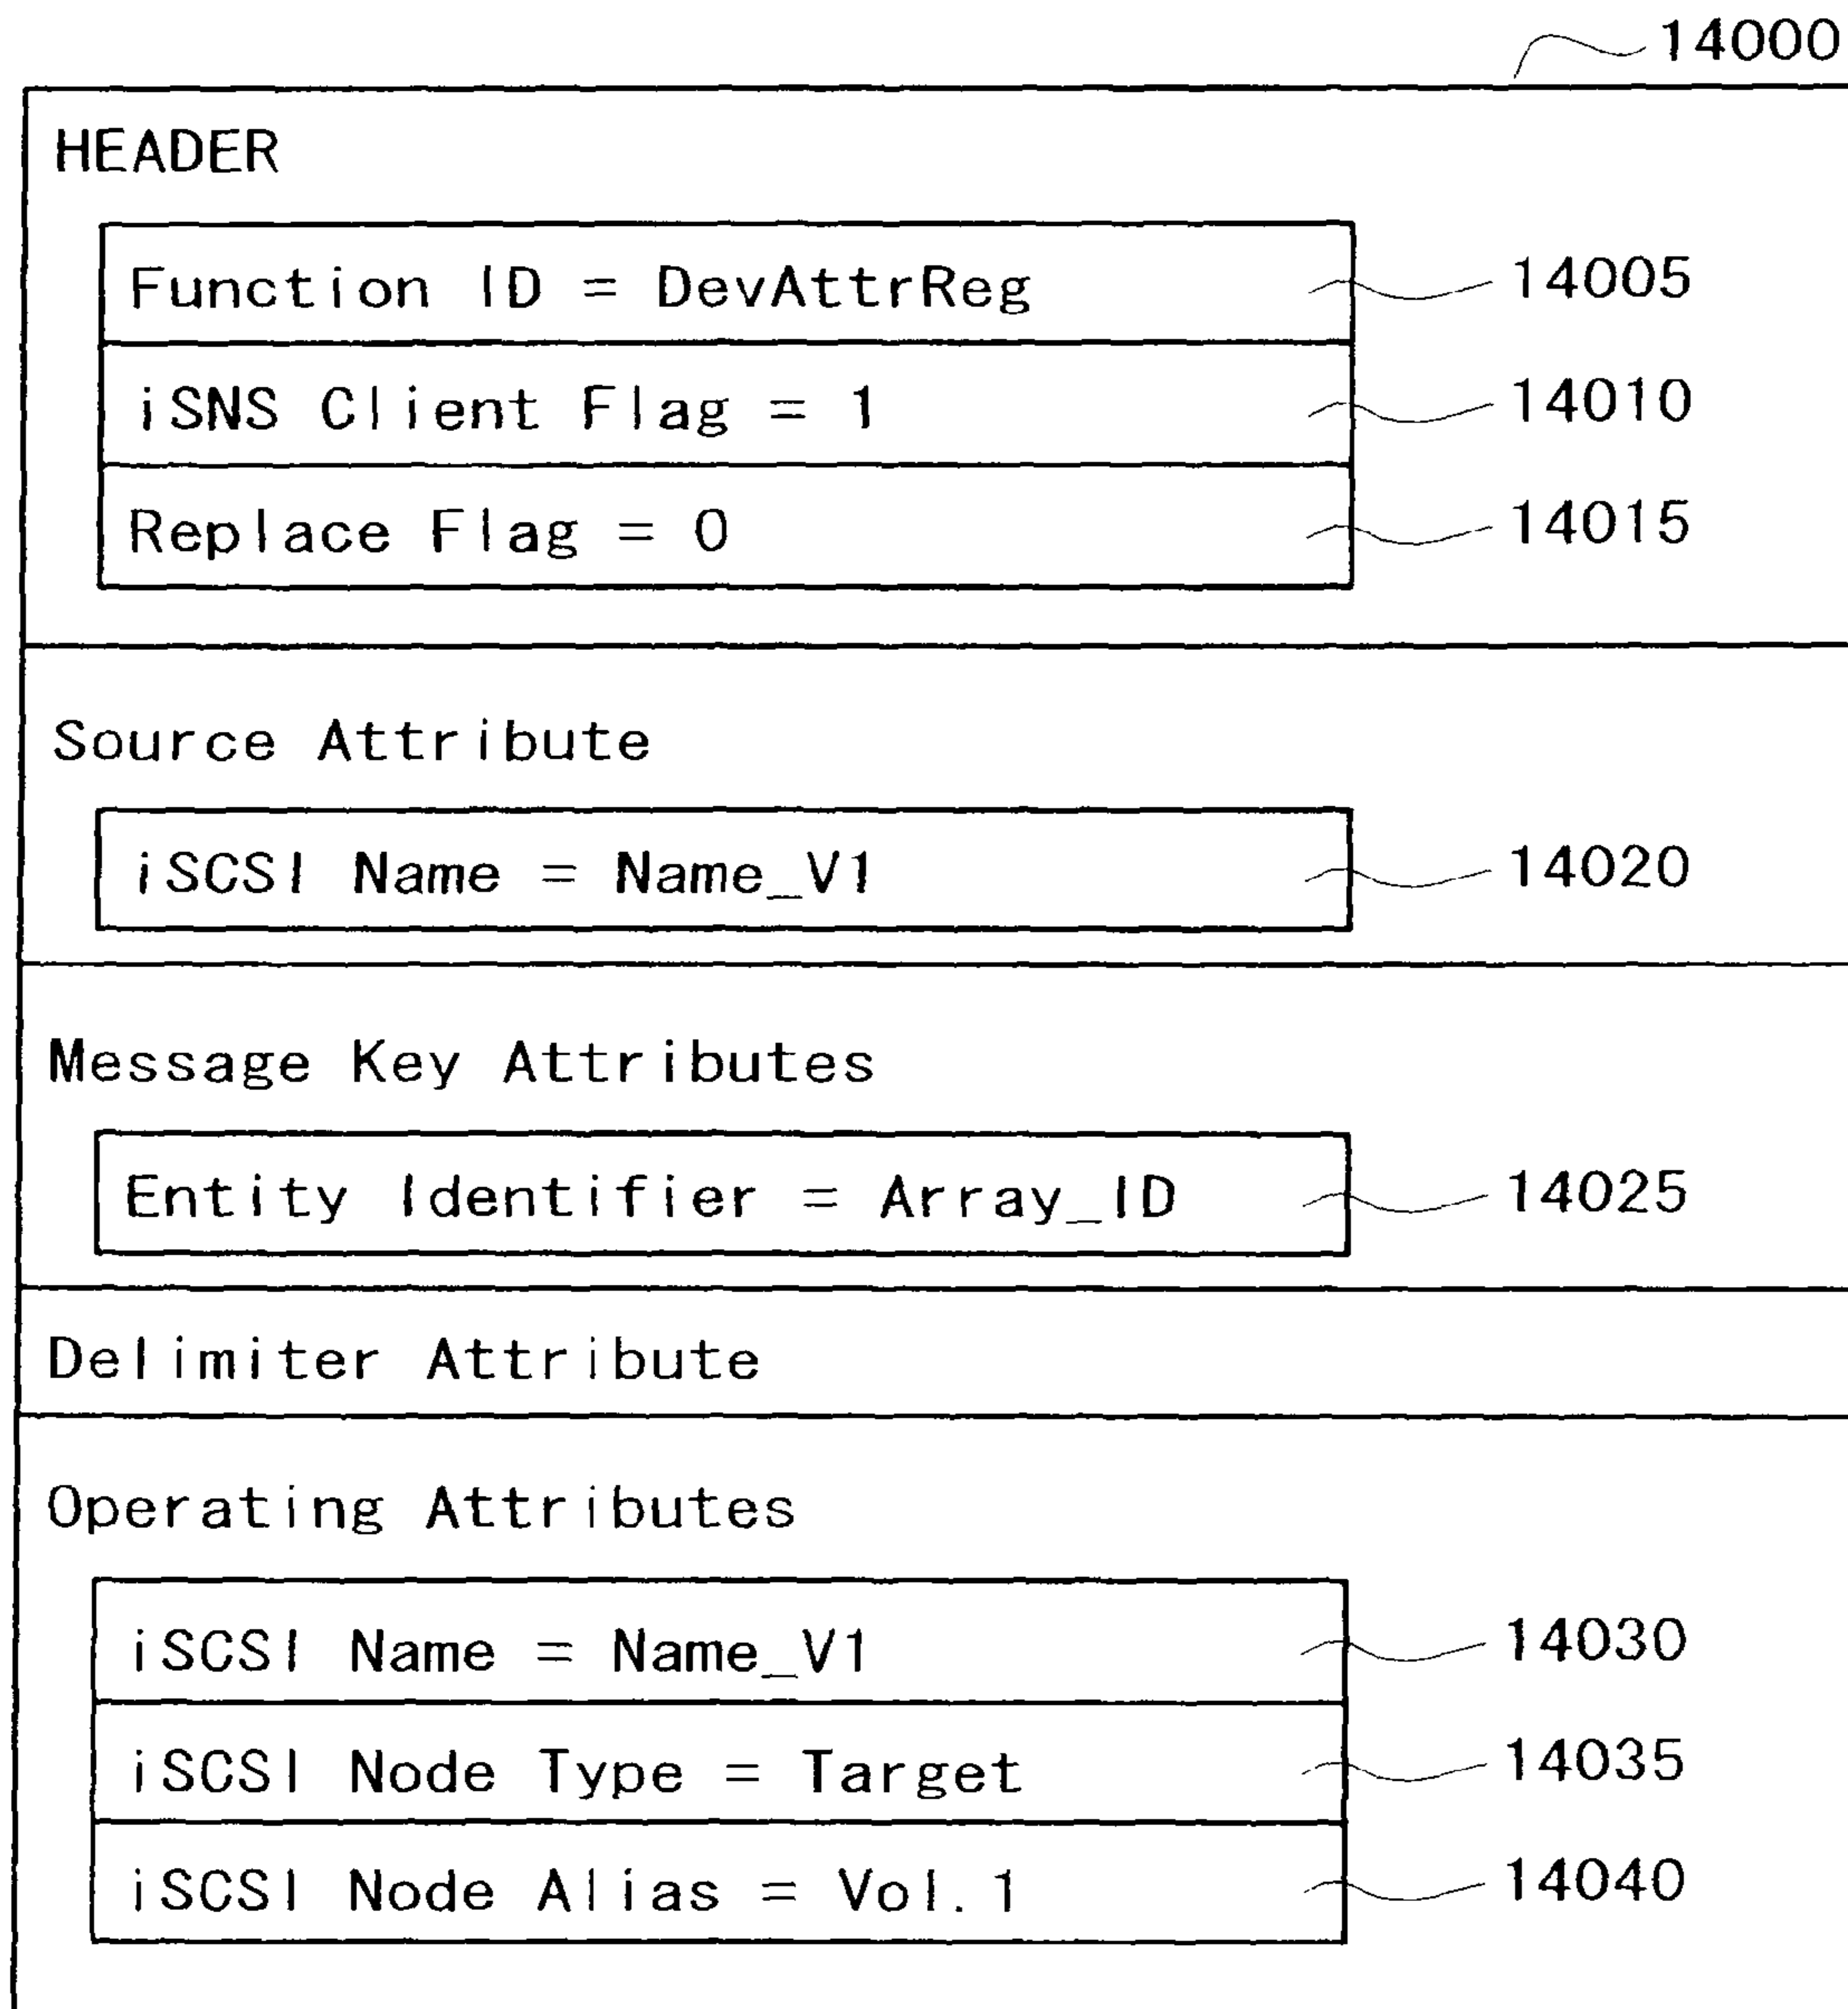 14000
HEADER
Function ID = DevAttrReg 14005
iSNS Client Flag = 1 14010
Replace Flag = 0 14015
Source Attribute
iSCSI Name = Name_V1 14020
Message Key Attributes
Entity Identifier = Array_ID 14025
Delimiter Attribute
Operating Attributes
iSCSI Name = Name_V1 14030
iSCSI Node Type = Target 14035
iSCSI Node Alias = Vol.1 14040